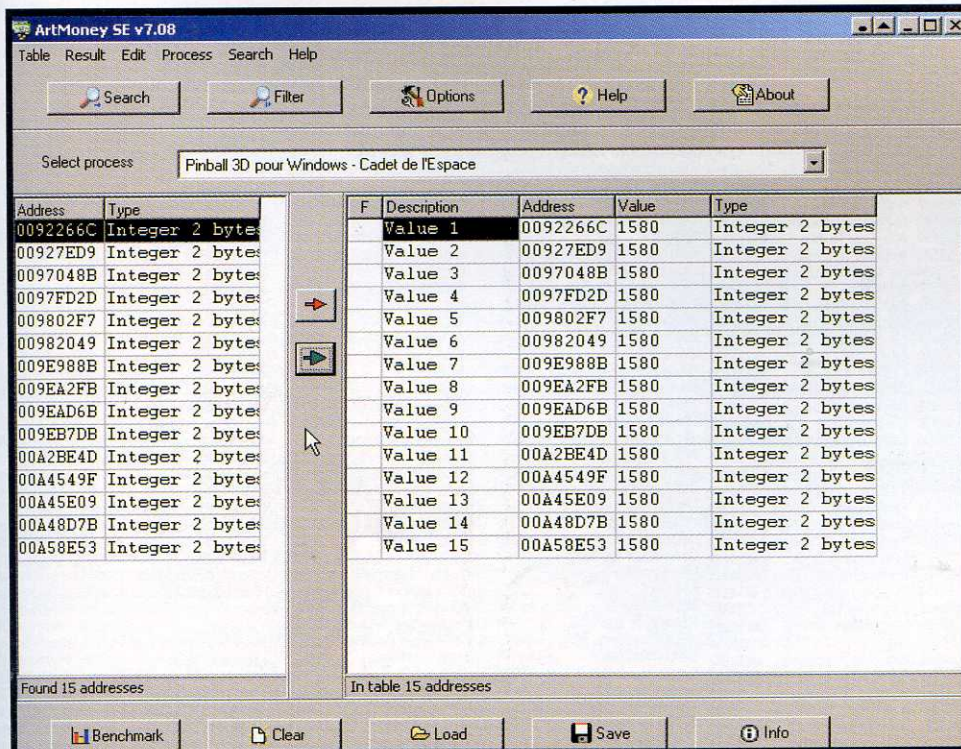 ArtMoney SE v7.08
Table Result Edit Process Search Help
Search Filter Options Help About
Select process Pinball 3D pour Windows - Cadet de l'Espace
Address Type
0092266C Integer 2 bytes
00927ED9 Integer 2 bytes
0097048B Integer 2 bytes
0097FD2D Integer 2 bytes
009802F7 Integer 2 bytes
00982049 Integer 2 bytes
009E988B Integer 2 bytes
009EA2FB Integer 2 bytes
009EAD6B Integer 2 bytes
009EB7DB Integer 2 bytes
00A2BE4D Integer 2 bytes
00A4549F Integer 2 bytes
00A45E09 Integer 2 bytes
00A48D7B Integer 2 bytes
00A58E53 Integer 2 bytes
Found 15 addresses
F Description Address Value Type
Value 1 0092266C 1580 Integer 2 bytes
Value 2 00927ED9 1580 Integer 2 bytes
Value 3 0097048B 1580 Integer 2 bytes
Value 4 0097FD2D 1580 Integer 2 bytes
Value 5 009802F7 1580 Integer 2 bytes
Value 6 00982049 1580 Integer 2 bytes
Value 7 009E988B 1580 Integer 2 bytes
Value 8 009EA2FB 1580 Integer 2 bytes
Value 9 009EAD6B 1580 Integer 2 bytes
Value 10 009EB7DB 1580 Integer 2 bytes
Value 11 00A2BE4D 1580 Integer 2 bytes
Value 12 00A4549F 1580 Integer 2 bytes
Value 13 00A45E09 1580 Integer 2 bytes
Value 14 00A48D7B 1580 Integer 2 bytes
Value 15 00A58E53 1580 Integer 2 bytes
In table 15 addresses
Benchmark Clear Load Save Info